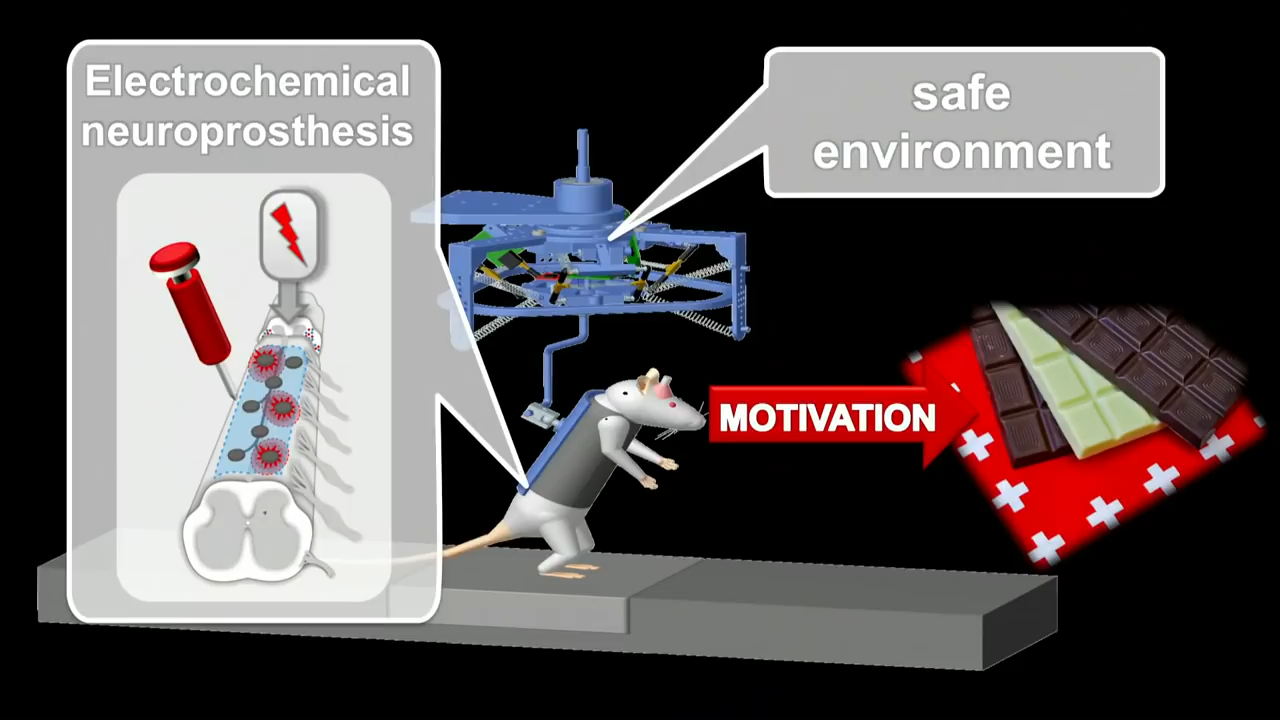 Electrochemical
neuroprosthesis
safe
environment
MOTIVATION